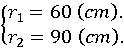 r₁ = 60 (cm).
r₂ = 90 (cm).